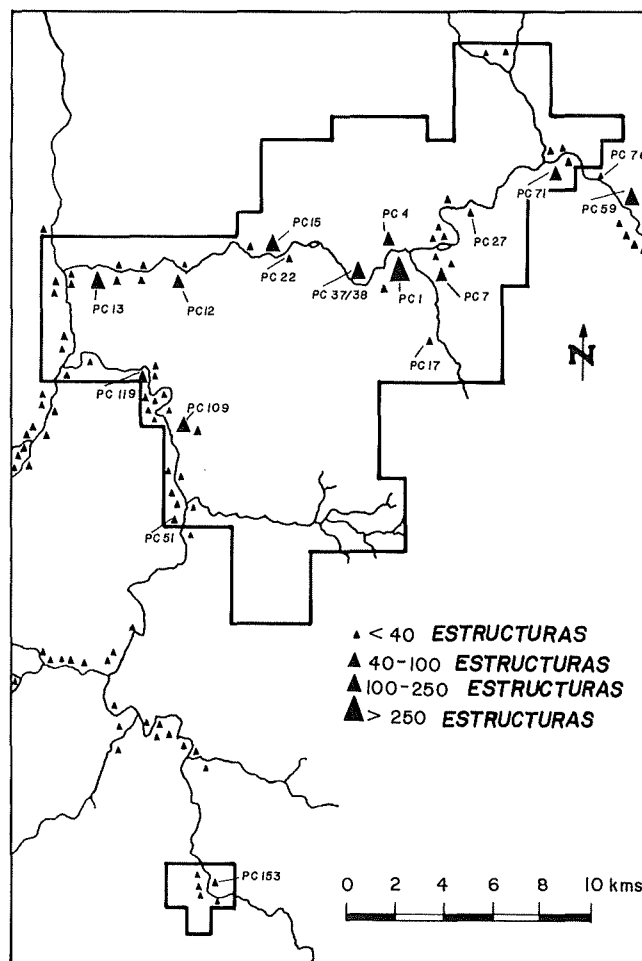 PC 76
PC 71
PC 59
PC 15
PC 4
PC 27
PC 22
PC 37/38
PC 1
PC 7
PC 13
PC 12
N
PC 17
PC 119
PC 109
PC 51
< 40 ESTRUCTURAS
40-100 ESTRUCTURAS
100-250 ESTRUCTURAS
> 250 ESTRUCTURAS
PC 153
0 2 4 6 8 10 kms